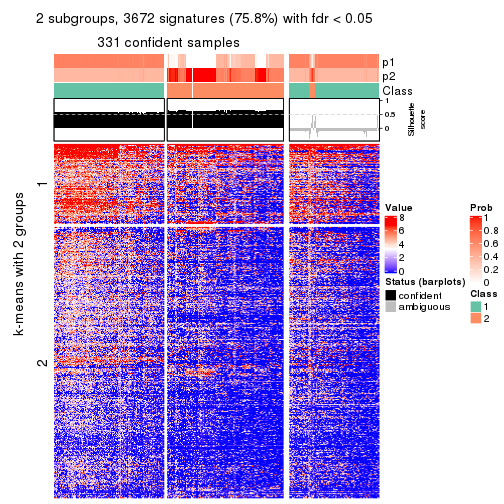 2 subgroups, 3672 signatures (75.8%) with fdr < 0.05
331 confident samples
p1
p2
Class
1
0.5
0
Silhouette
score
k-means with 2 groups
1
2
Value
8
6
4
2
0
Status (barplots)
confident
ambiguous
Prob
1
0.8
0.6
0.4
0.2
0
Class
1
2